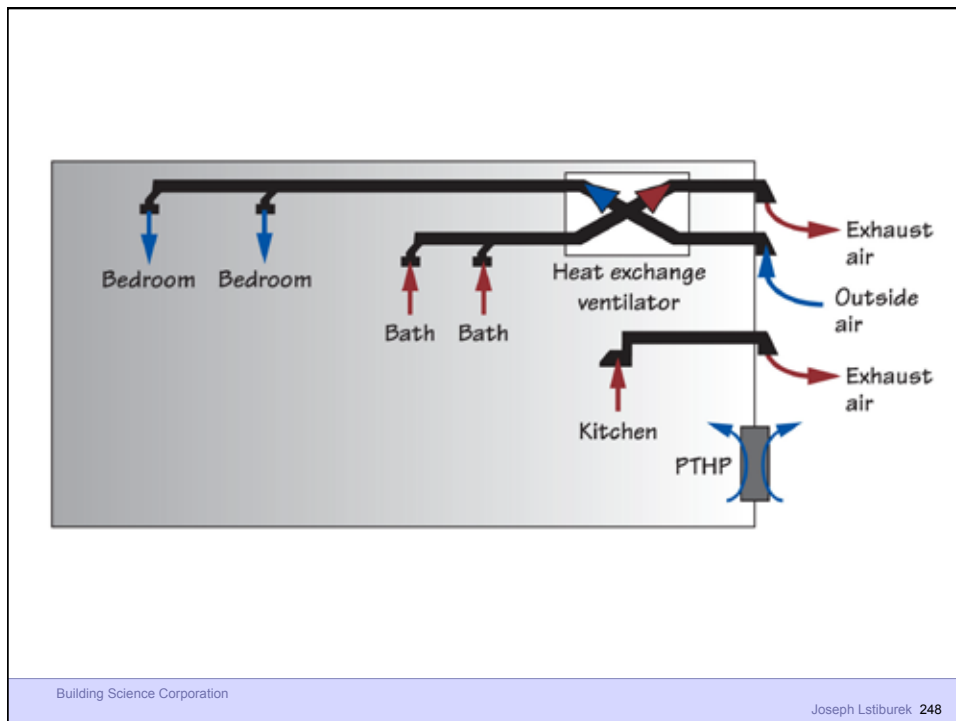 Bedroom
Bedroom
Bath
Bath
Heat exchange
ventilator
Exhaust
air
Outside
air
Kitchen
Exhaust
air
PTHP
Building Science Corporation
Joseph Lstiburek 248